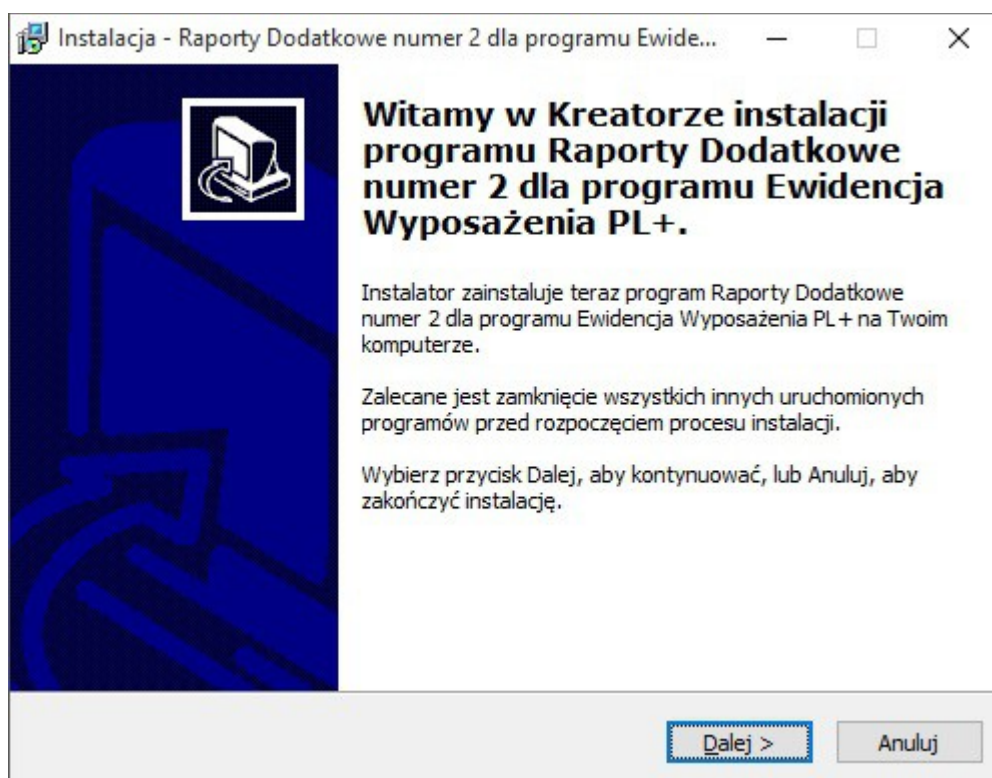 Instalacja - Raporty Dodatkowe numer 2 dla programu Ewide...
Witamy w Kreatorze instalacji
programu Raporty Dodatkowe
numer 2 dla programu Ewidencja
Wyposażenia PL+.
Instalator zainstaluje teraz program Raporty Dodatkowe
numer 2 dla programu Ewidencja Wyposażenia PL+ na Twoim
komputerze.
Zalecane jest zamknięcie wszystkich innych uruchomionych
programów przed rozpoczęciem procesu instalacji.
Wybierz przycisk Dalej, aby kontynuować, lub Anuluj, aby
zakończyć instalację.
Dalej >
Anuluj